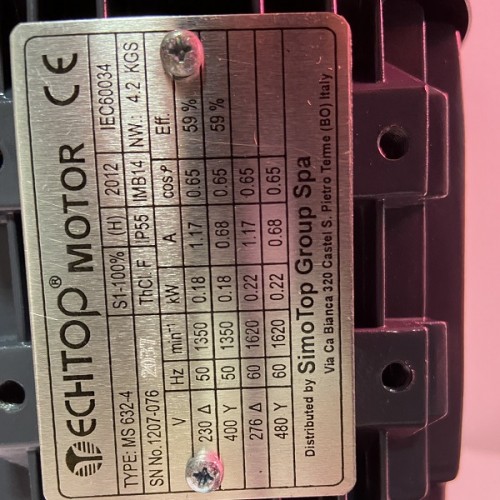 TECHTOP® MOTOR CE
TYPE: MS 632-4 S1-100% (H) 2012 IEC60034
SN No. 1207-076 ThCl. F IP55 IMB14 NW.: 4.2 KGS
V Hz min⁻¹ kW A cosφ Eff.
230 Δ 50 1350 0.18 1.17 0.65 59 %
400 Y 50 1350 0.18 0.68 0.65 59 %
276 Δ 60 1620 0.22 1.17 0.65
480 Y 60 1620 0.22 0.68 0.65
Distributed by SimoTop Group Spa
Via Ca Bianca 320 Castel S. Pietro Terme (BO) Italy